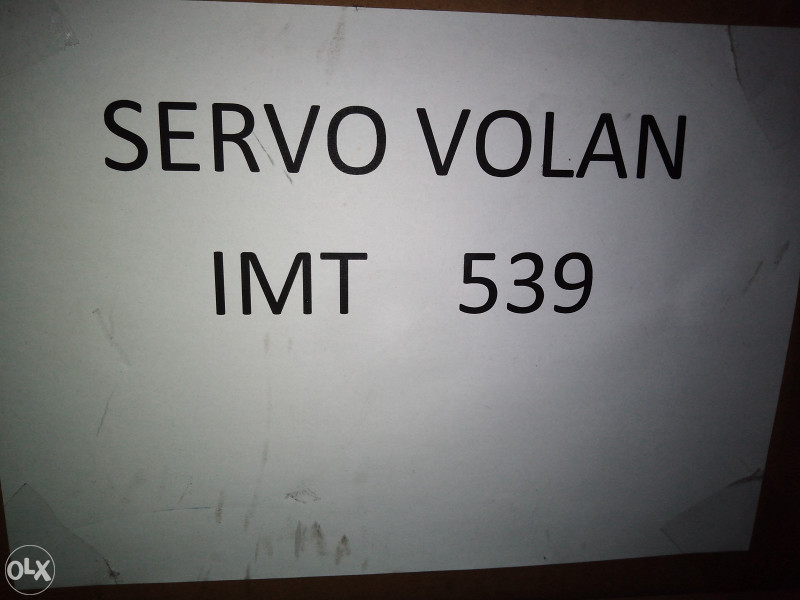 SERVO VOLAN
IMT 539
OLX